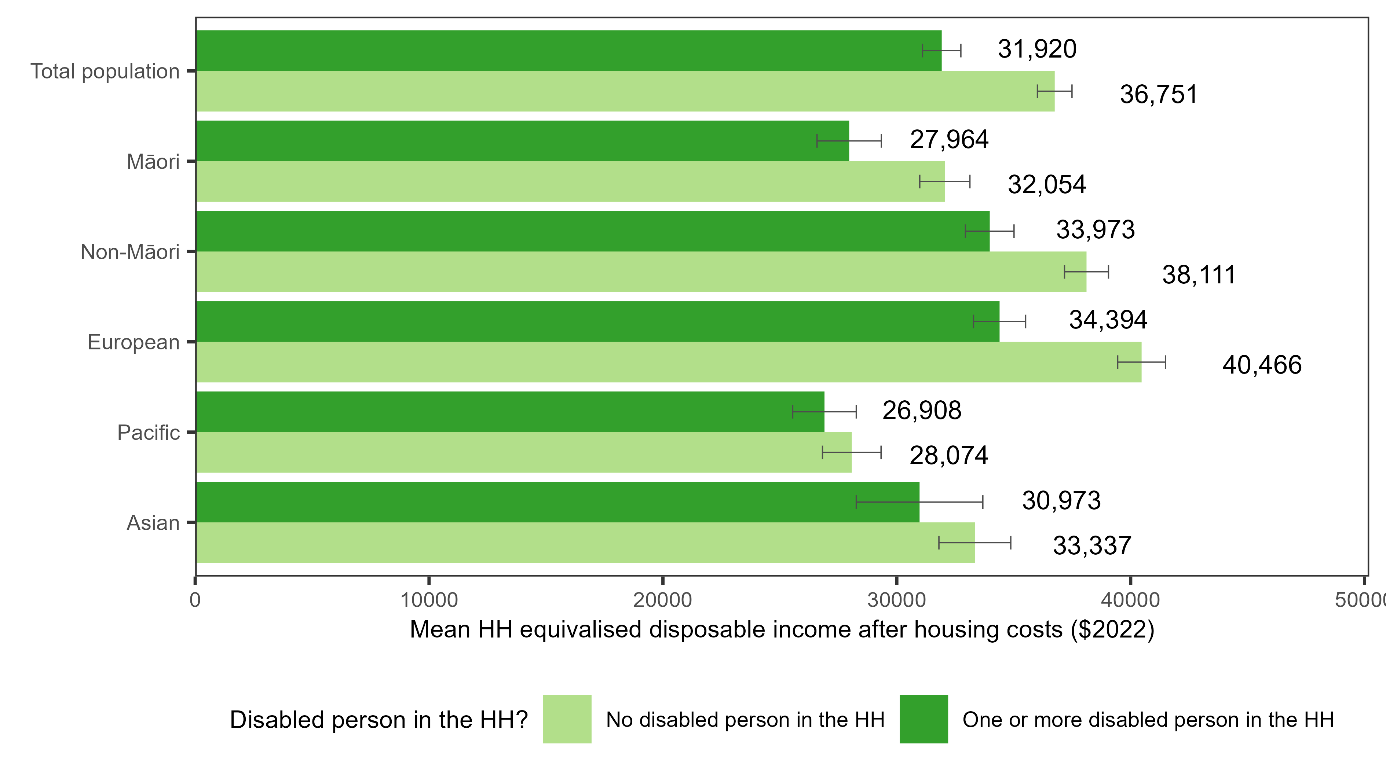 Total population
31,920
36,751
Māori
27,964
32,054
Non-Māori
33,973
38,111
European
34,394
40,466
Pacific
26,908
28,074
Asian
30,973
33,337
0 10000 20000 30000 40000 50000
Mean HH equivalised disposable income after housing costs ($2022)
Disabled person in the HH? No disabled person in the HH One or more disabled person in the HH